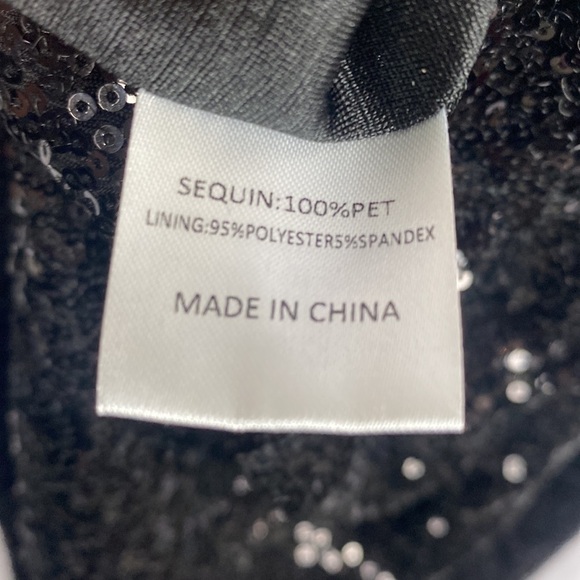 SEQUIN:100%PET
LINING:95%POLYESTER5%SPANDEX
MADE IN CHINA